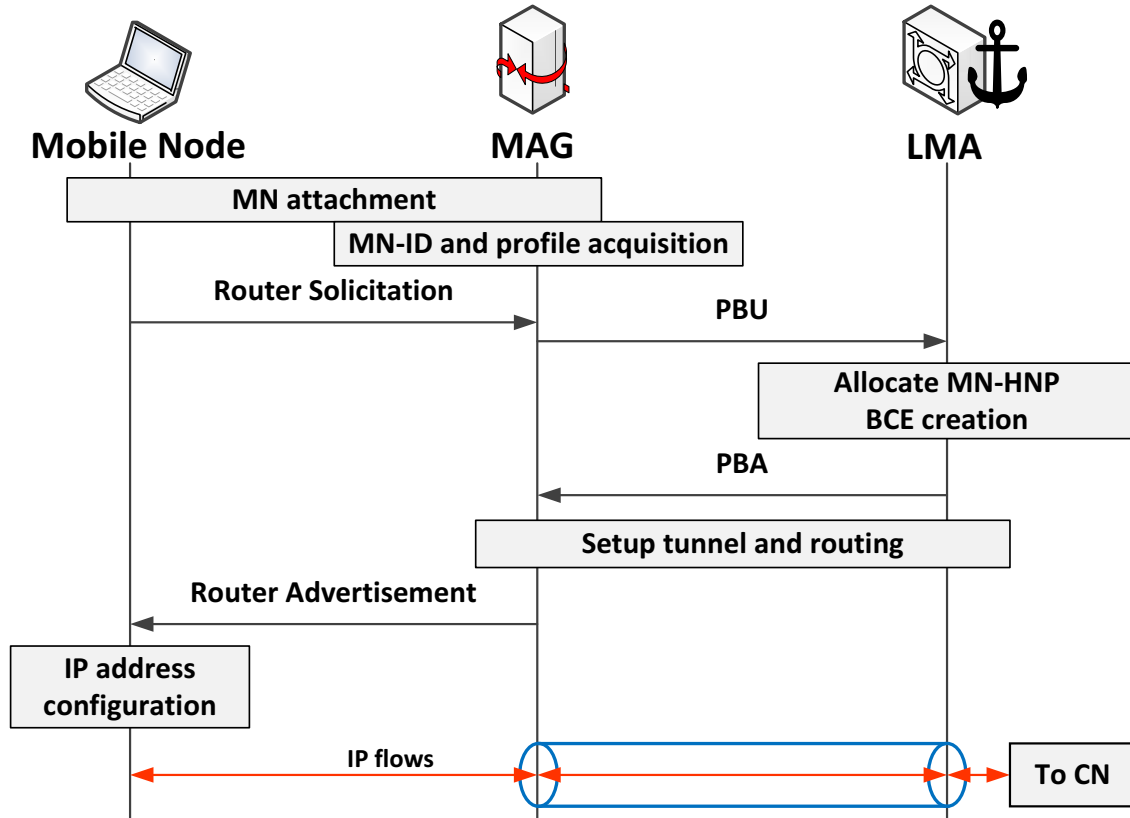 Mobile Node
MAG
LMA
MN attachment
MN-ID and profile acquisition
Router Solicitation
PBU
Allocate MN-HNP
BCE creation
PBA
Setup tunnel and routing
Router Advertisement
IP address
configuration
IP flows
To CN